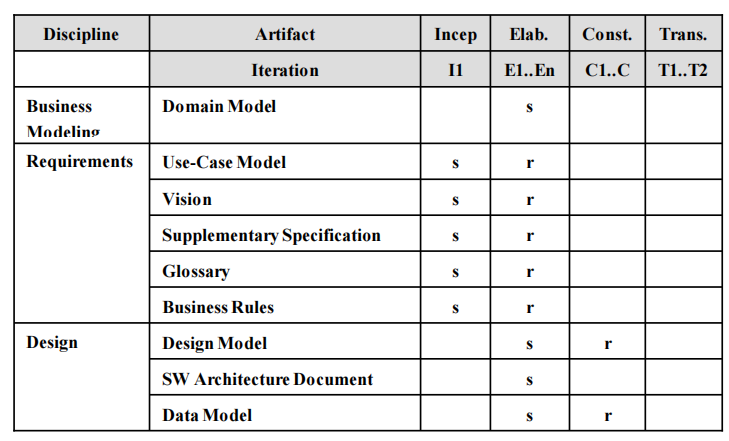 Discipline Artifact Incep Elab. Const. Trans.
Iteration I1 E1..En C1..C T1..T2
Business Domain Model s
Modeling
Requirements Use-Case Model s r
Vision s r
Supplementary Specification s r
Glossary s r
Business Rules s r
Design Design Model s r
SW Architecture Document s
Data Model s r